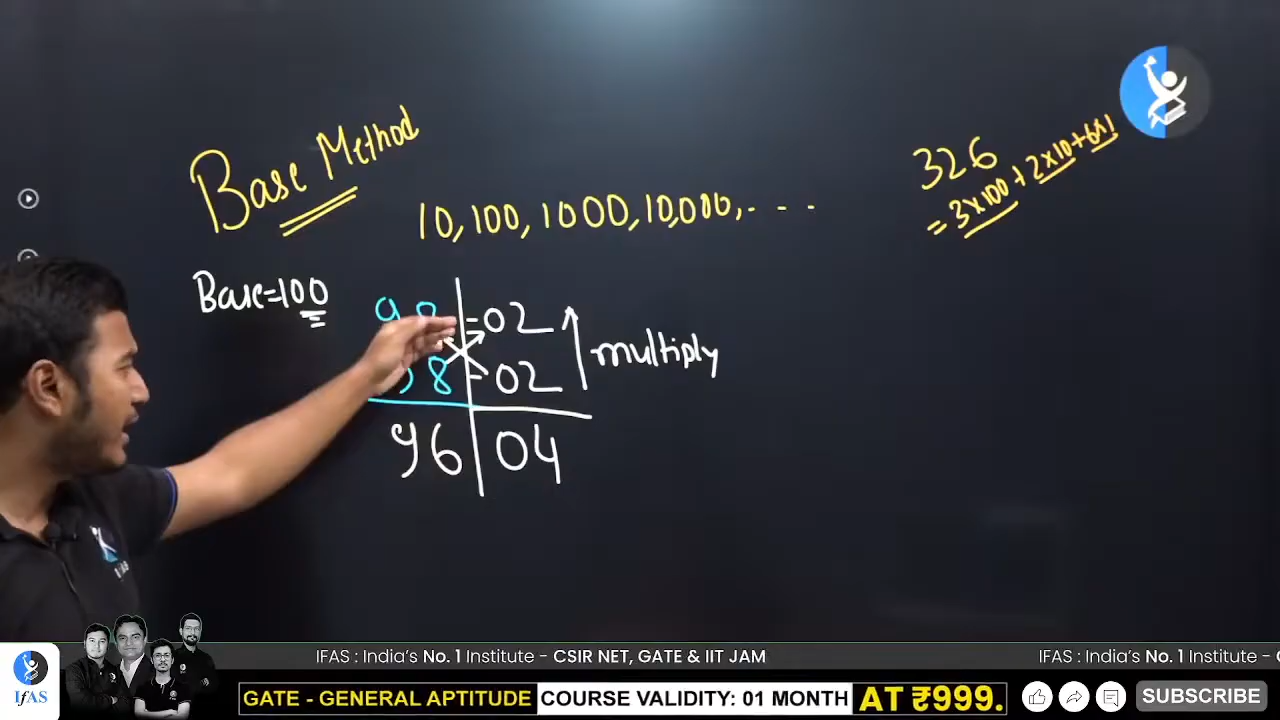 Base Method
10, 100, 1000, 10,000, - - -
326
= 3×100 + 2×10 + 6×1
Base = 100
98 -02
98 -02
multiply
96 04
IFAS : India's No. 1 Institute - CSIR NET, GATE & IIT JAM
IFAS : India's No. 1 Institute -
IfAS
GATE - GENERAL APTITUDE COURSE VALIDITY: 01 MONTH AT ₹999.
SUBSCRIBE